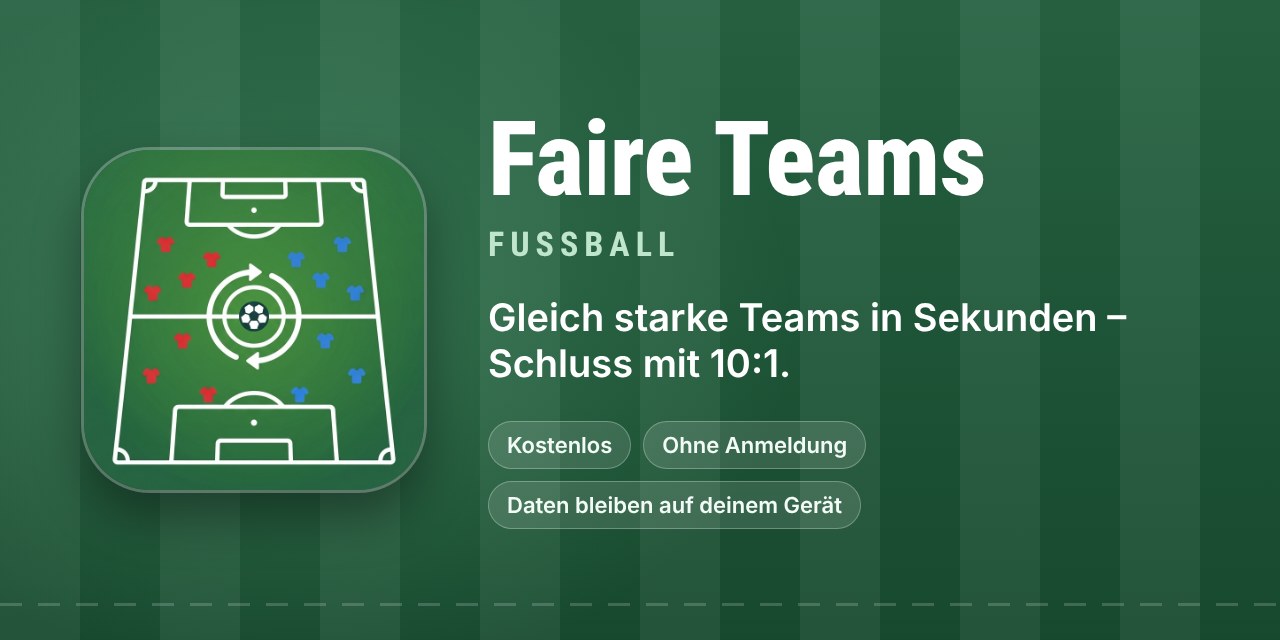 Faire Teams
FUSSBALL
Gleich starke Teams in Sekunden –
Schluss mit 10:1.
Kostenlos
Ohne Anmeldung
Daten bleiben auf deinem Gerät